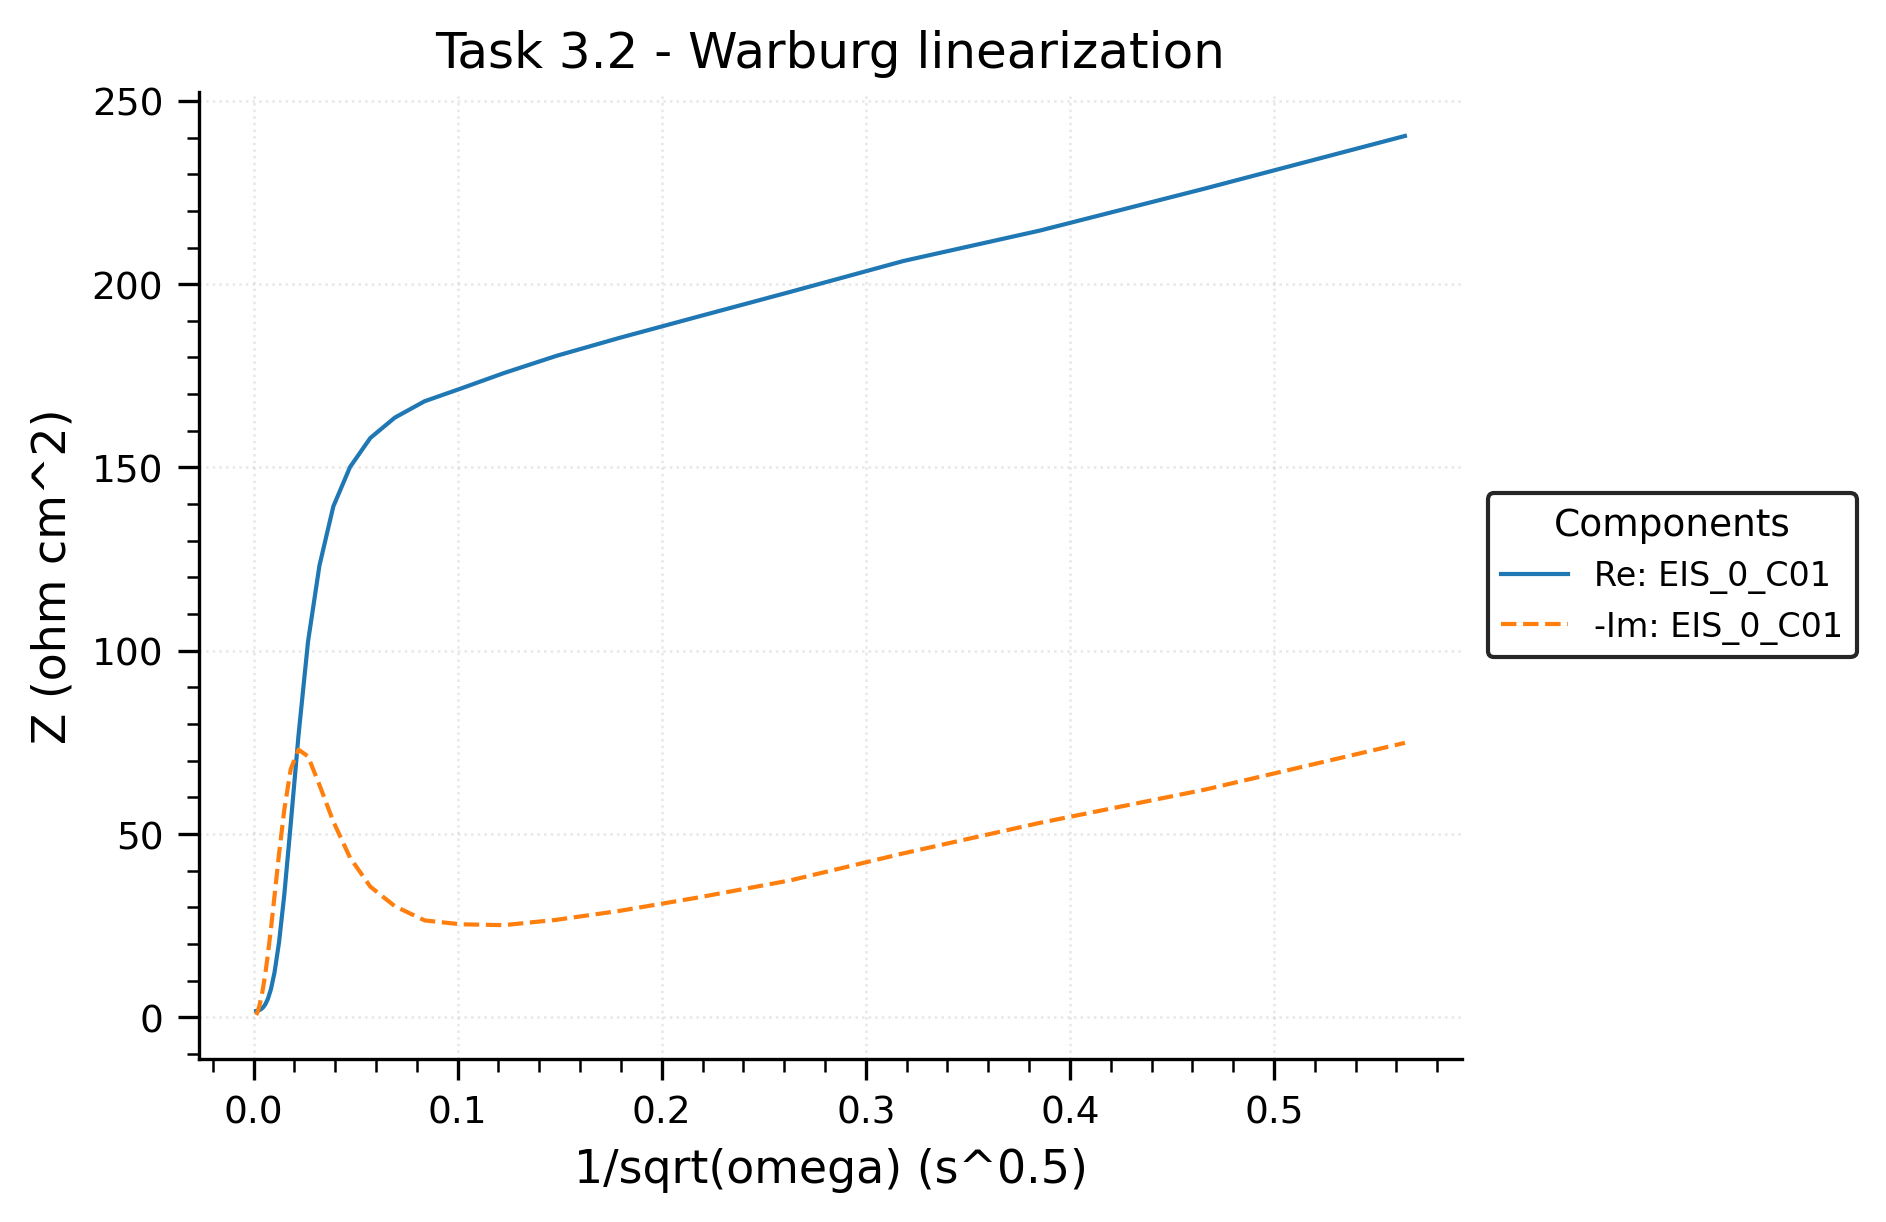 Task 3.2 - Warburg linearization
Z (ohm cm^2)
250
200
150
100
50
0
0.0 0.1 0.2 0.3 0.4 0.5
1/sqrt(omega) (s^0.5)
Components
Re: EIS_0_C01
-Im: EIS_0_C01